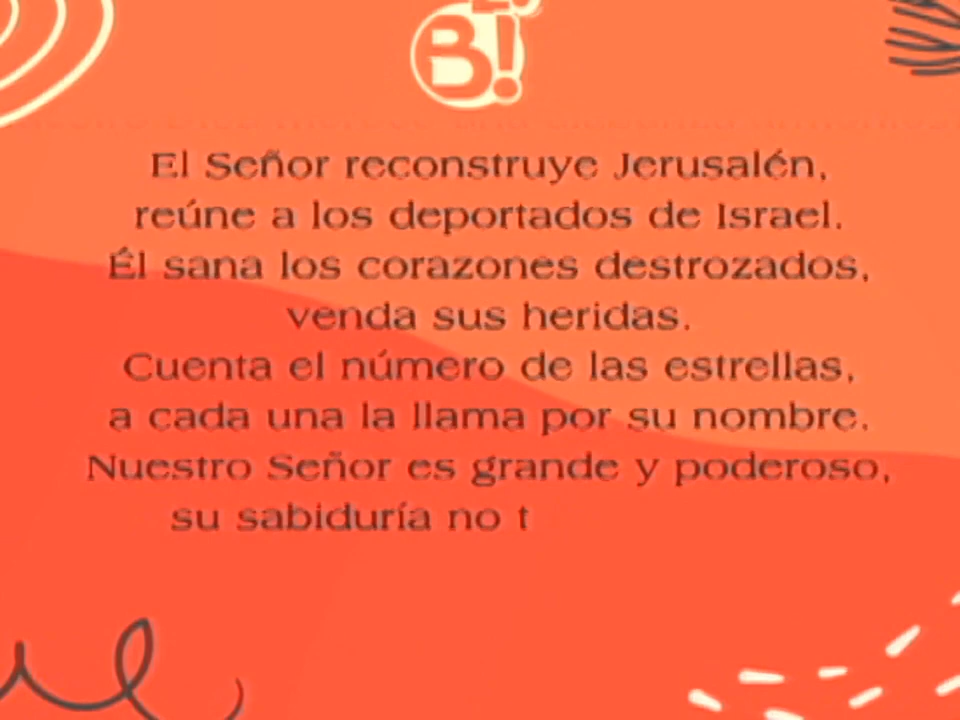 B!
El Señor reconstruye Jerusalén,
reúne a los deportados de Israel.
Él sana los corazones destrozados,
venda sus heridas.
Cuenta el número de las estrellas,
a cada una la llama por su nombre.
Nuestro Señor es grande y poderoso,
su sabiduría no t